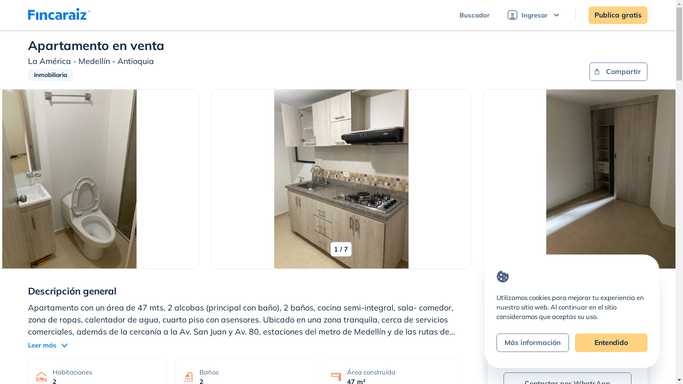 Fincaraiz
Buscador
Ingresar
Publica gratis
Apartamento en venta
La América - Medellín - Antioquia
Inmobiliaria
Compartir
1 / 7
Descripción general
Apartamento con un área de 47 mts, 2 alcobas (principal con baño), 2 baños, cocina semi-integral, sala- comedor,
zona de ropas, calentador de agua, cuarto piso con asensores. Ubicado en una zona tranquila, cerca de servicios
comerciales, además de la cercanía a la Av. San Juan y Av. 80, estaciones del metro de Medellín y de las rutas de...
Leer más
Habitaciones
2
Baños
2
Área construida
47 m²
Utilizamos cookies para mejorar tu experiencia en
nuestro sitio web. Al continuar en el sitio
consideramos que aceptas su uso.
Más información
Entendido
Contactar por WhatsApp